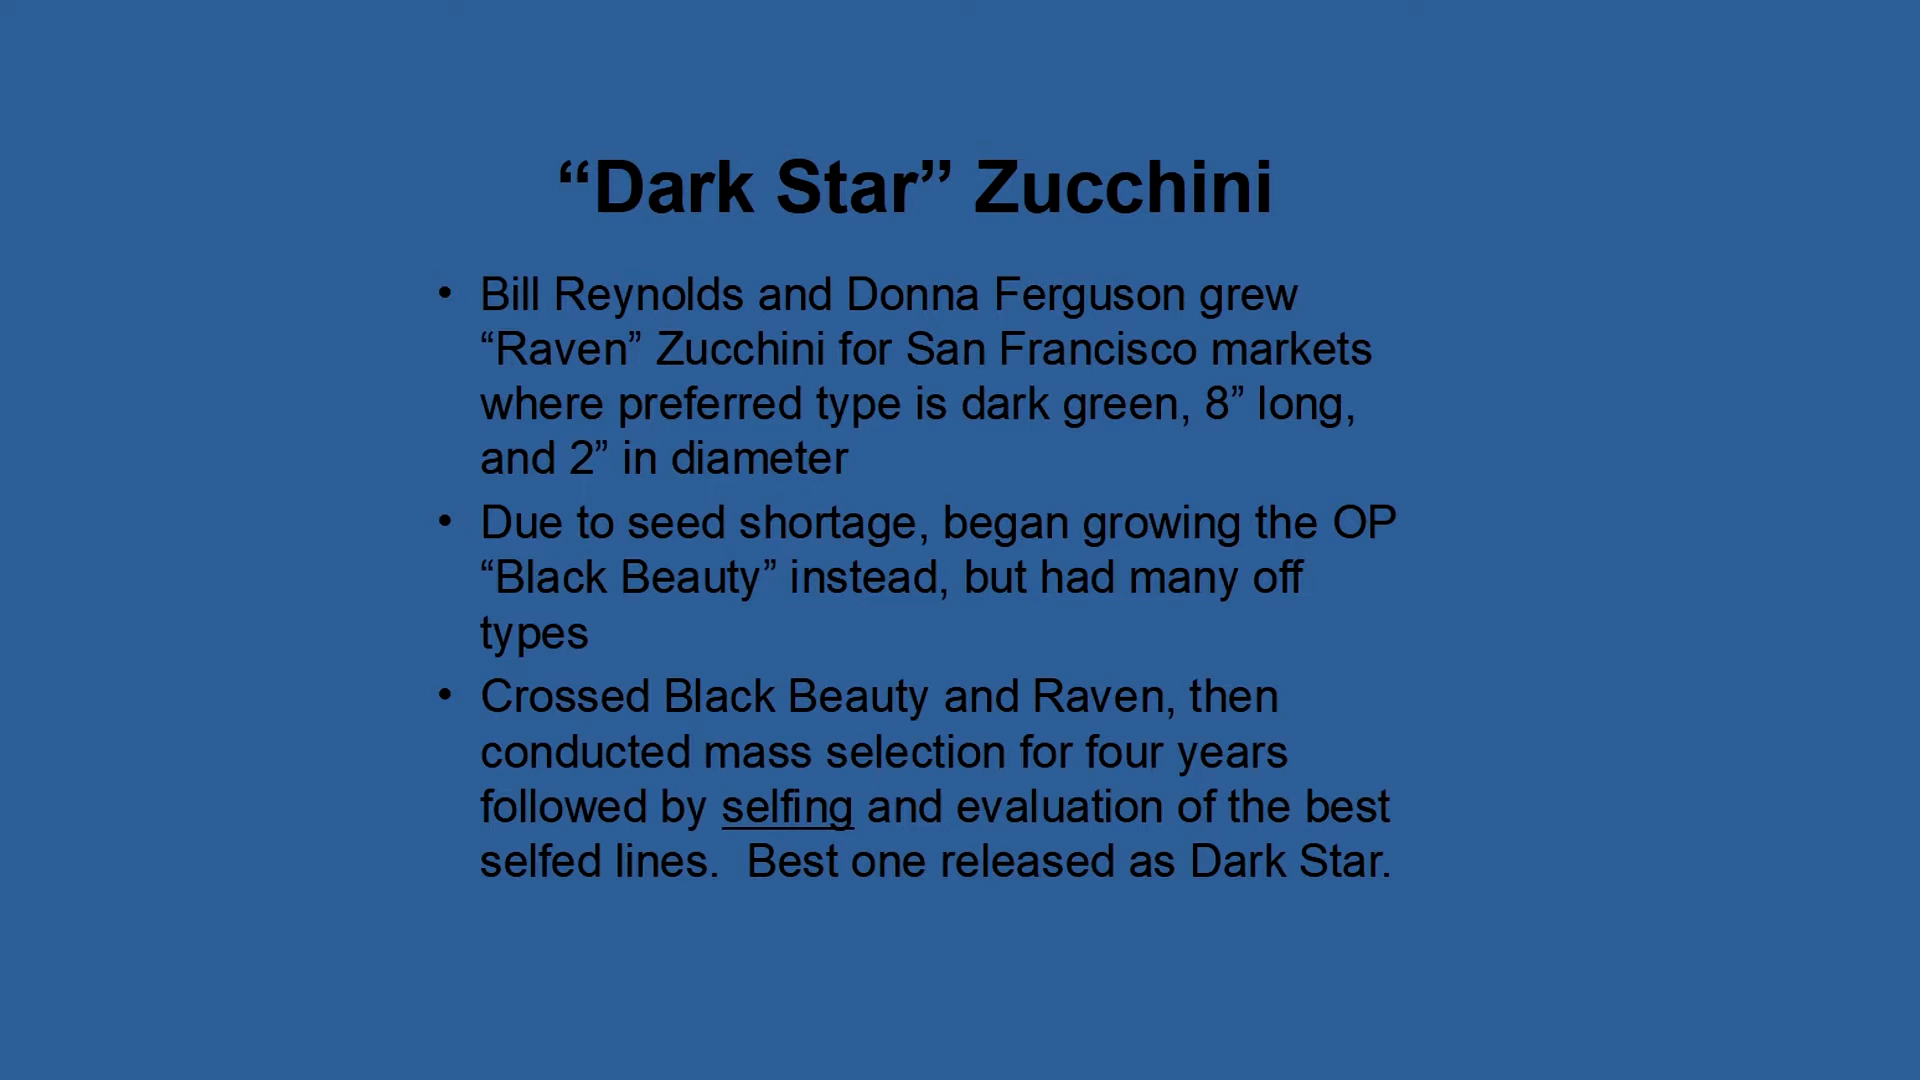 “Dark Star” Zucchini
• Bill Reynolds and Donna Ferguson grew
“Raven” Zucchini for San Francisco markets
where preferred type is dark green, 8” long,
and 2” in diameter
• Due to seed shortage, began growing the OP
“Black Beauty” instead, but had many off
types
• Crossed Black Beauty and Raven, then
conducted mass selection for four years
followed by selfing and evaluation of the best
selfed lines.  Best one released as Dark Star.